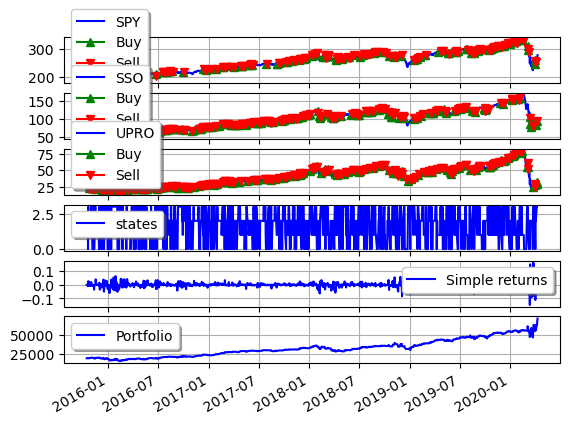 SPY
Buy
Sell
300
200
SSO
Buy
Sell
150
100
50
UPRO
Buy
Sell
75
50
25
states
2.5
0.0
Simple returns
0.1
0.0
−0.1
Portfolio
50000
25000
2016-01
2016-07
2017-01
2017-07
2018-01
2018-07
2019-01
2019-07
2020-01